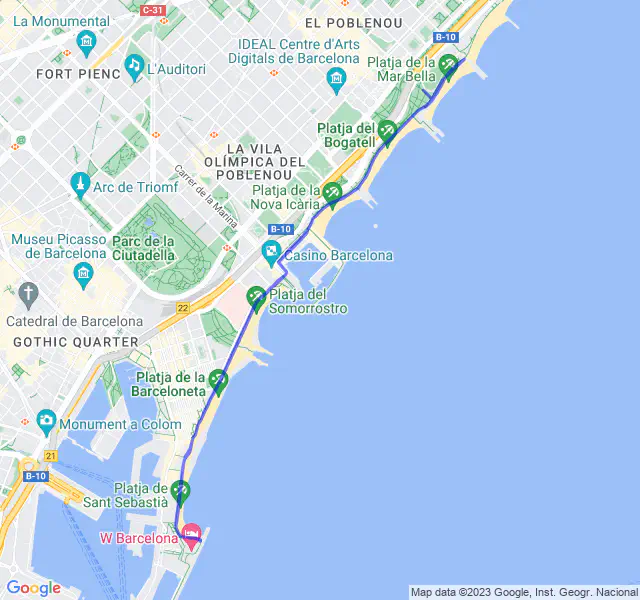 C-31
La Monumental
EL POBLENOU
B-10
IDEAL Centre d'Arts
Digitals de Barcelona
Platja de la
Mar Bella
FORT PIENC
L'Auditori
Platja del
Bogatell
LA VILA
OLÍMPICA DEL
POBLENOU
Carrer de la Marina
Arc de Triomf
Platja de la
Nova Icària
B-10
Museu Picasso
de Barcelona
Parc de la
Ciutadella
Casino Barcelona
Catedral de Barcelona
22
Platja del
Somorrostro
GOTHIC QUARTER
Platja de la
Barceloneta
Monument a Colom
21
B-10
Platja de
Sant Sebastià
W Barcelona
Google
Map data ©2023 Google, Inst. Geogr. Nacional